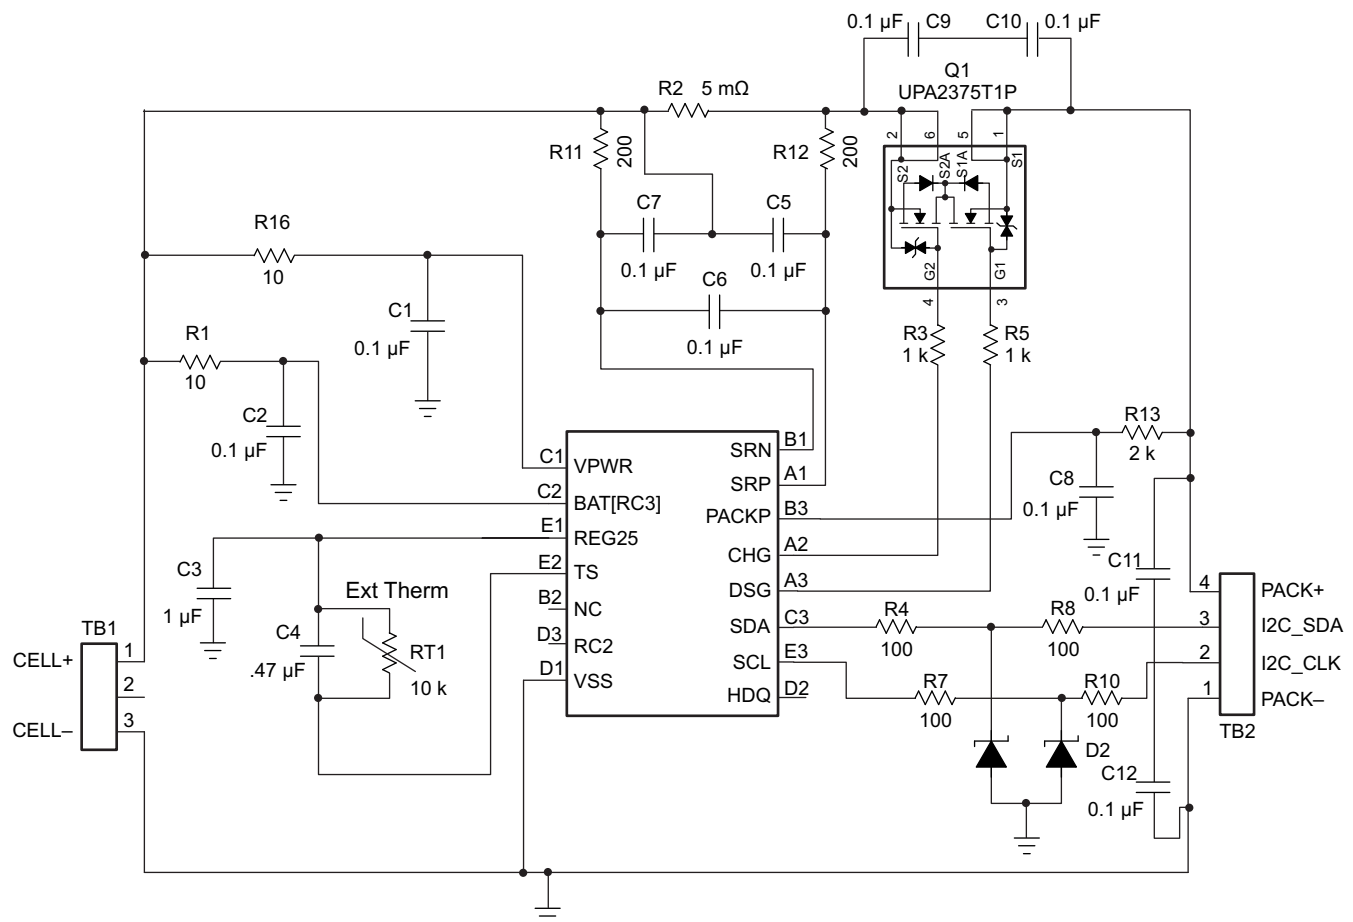 0.1 µF
C9
C10
0.1 µF
Q1
UPA2375T1P
R2
5 mΩ
2
6
5
1
R11
200
R12
200
S2
S2A
S1A
S1
C7
0.1 µF
C5
0.1 µF
R16
10
G2
G1
C6
0.1 µF
4
3
C1
0.1 µF
R3
1 k
R5
1 k
R1
10
C2
0.1 µF
R13
2 k
C8
0.1 µF
C1
VPWR
C2
BAT[RC3]
E1
REG25
E2
TS
B2
NC
D3
RC2
D1
VSS
SRN
B1
SRP
A1
PACKP
B3
CHG
A2
DSG
A3
SDA
C3
SCL
E3
HDQ
D2
C3
1 µF
Ext Therm
C4
.47 µF
RT1
10 k
TB1
CELL+
1
2
CELL–
3
R4
100
R8
100
R7
100
R10
100
C11
0.1 µF
4
PACK+
3
I2C_SDA
2
I2C_CLK
1
PACK–
TB2
D2
C12
0.1 µF